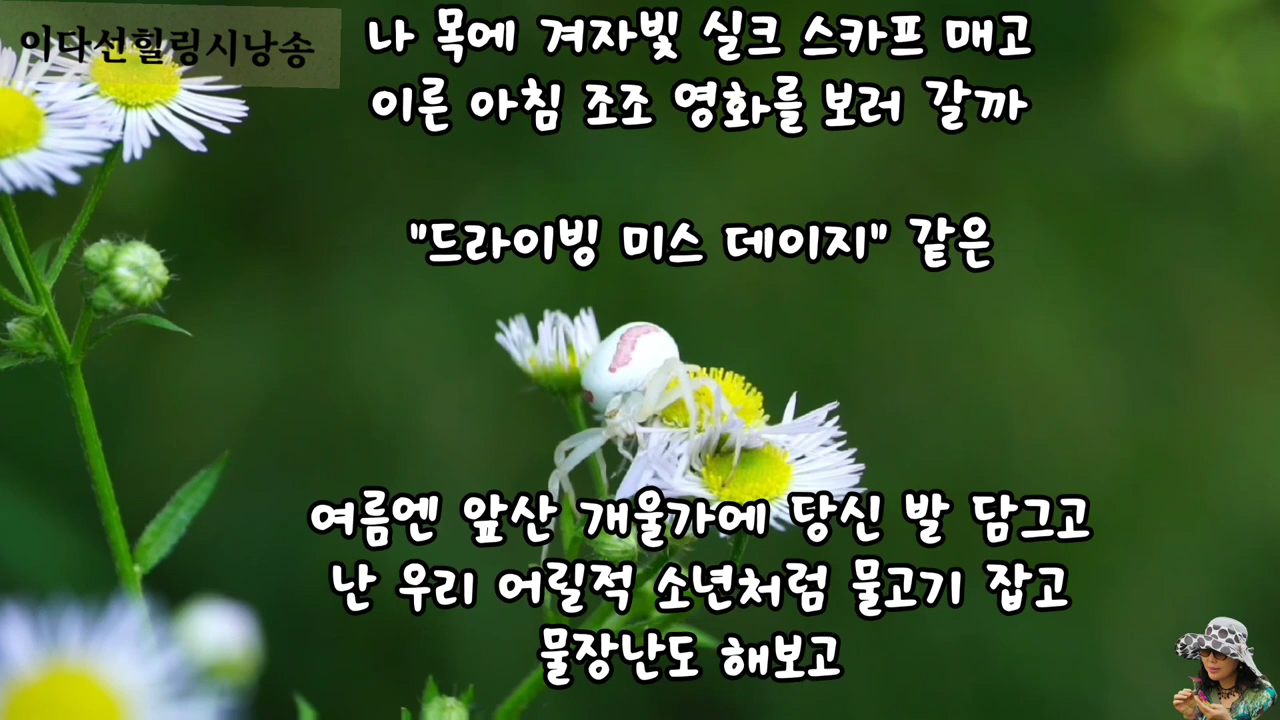 이다선힐링시낭송
나 목에 겨자빛 실크 스카프 매고
이른 아침 조조 영화를 보러 갈까
"드라이빙 미스 데이지" 같은
여름엔 앞산 개울가에 당신 발 담그고
난 우리 어릴적 소년처럼 물고기 잡고
물장난도 해보고